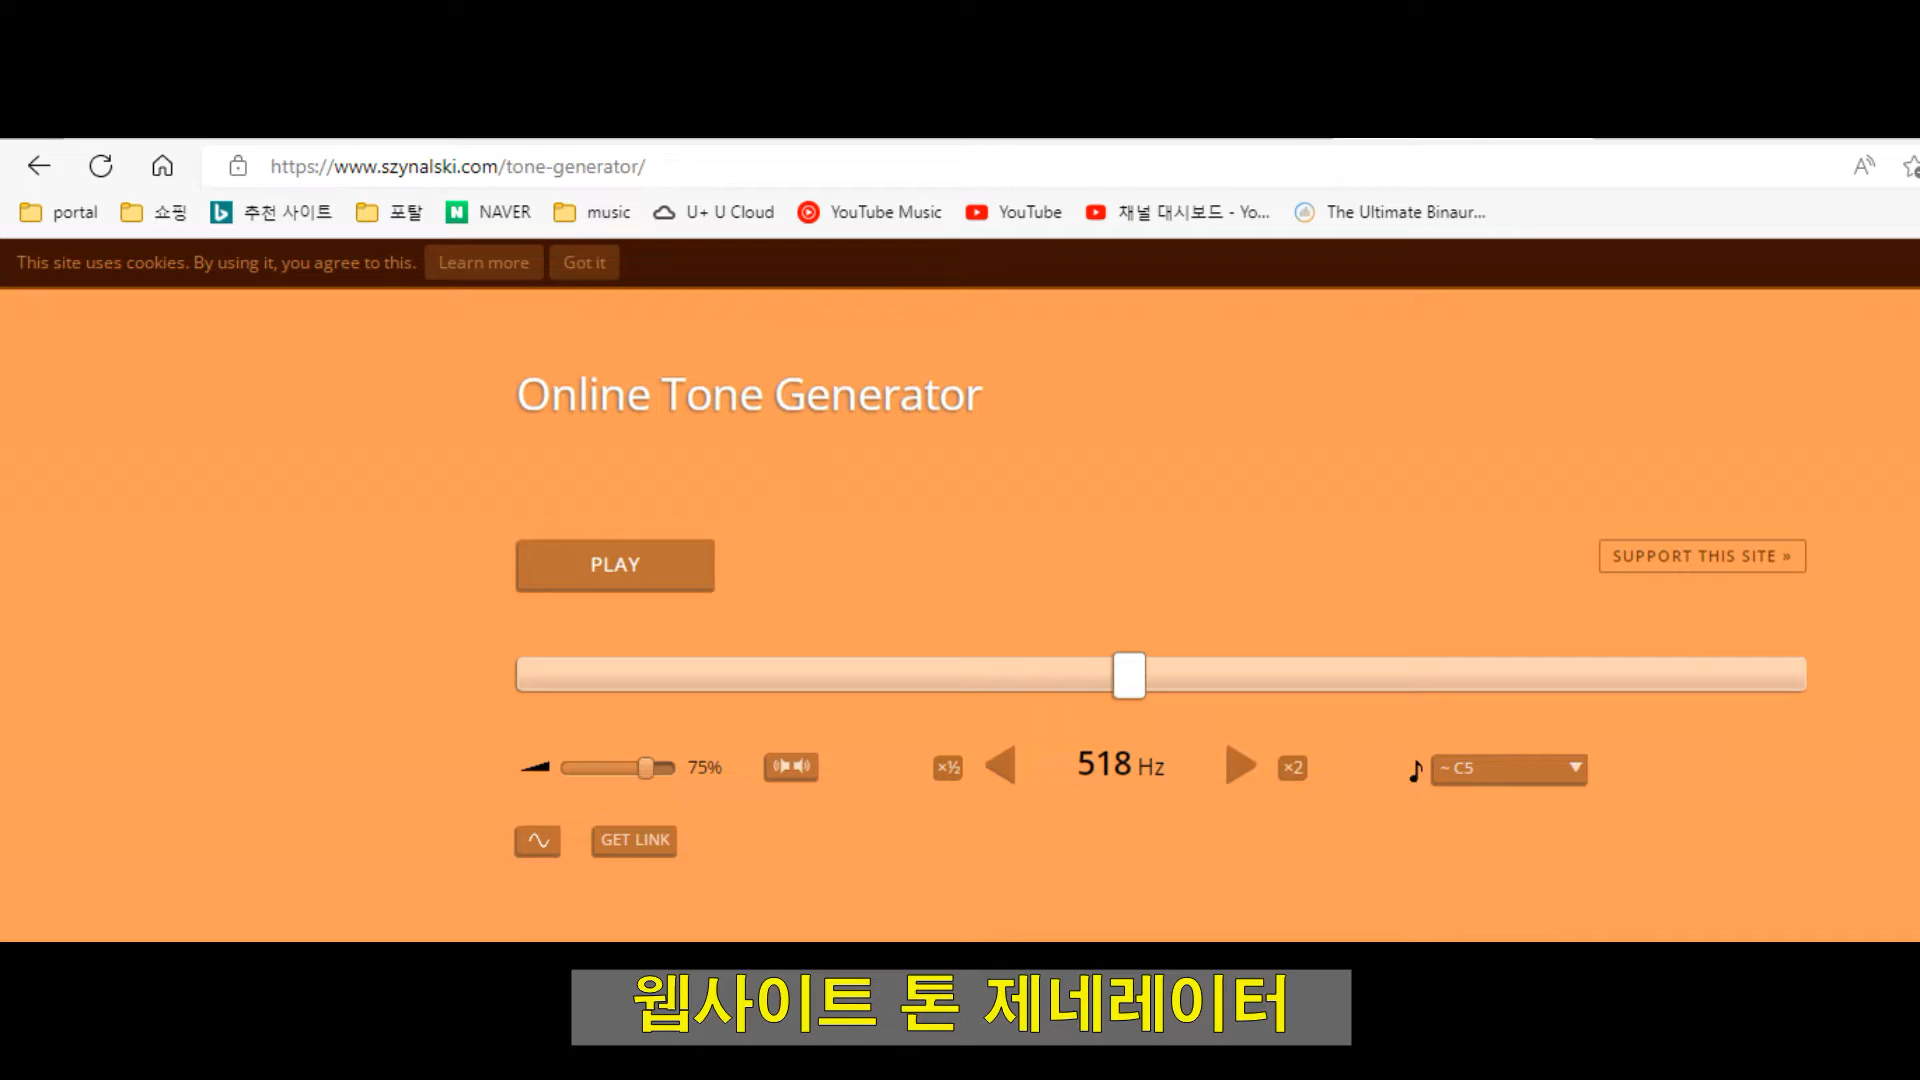 https://www.szynalski.com/tone-generator/
portal 쇼핑 추천 사이트 포탈 NAVER music U+ U Cloud YouTube Music YouTube 채널 대시보드 - Yo... The Ultimate Binaur...
This site uses cookies. By using it, you agree to this. Learn more Got it
Online Tone Generator
PLAY
SUPPORT THIS SITE »
75% ×½ 518 Hz ×2 ~ C5
GET LINK
웹사이트 톤 제네레이터